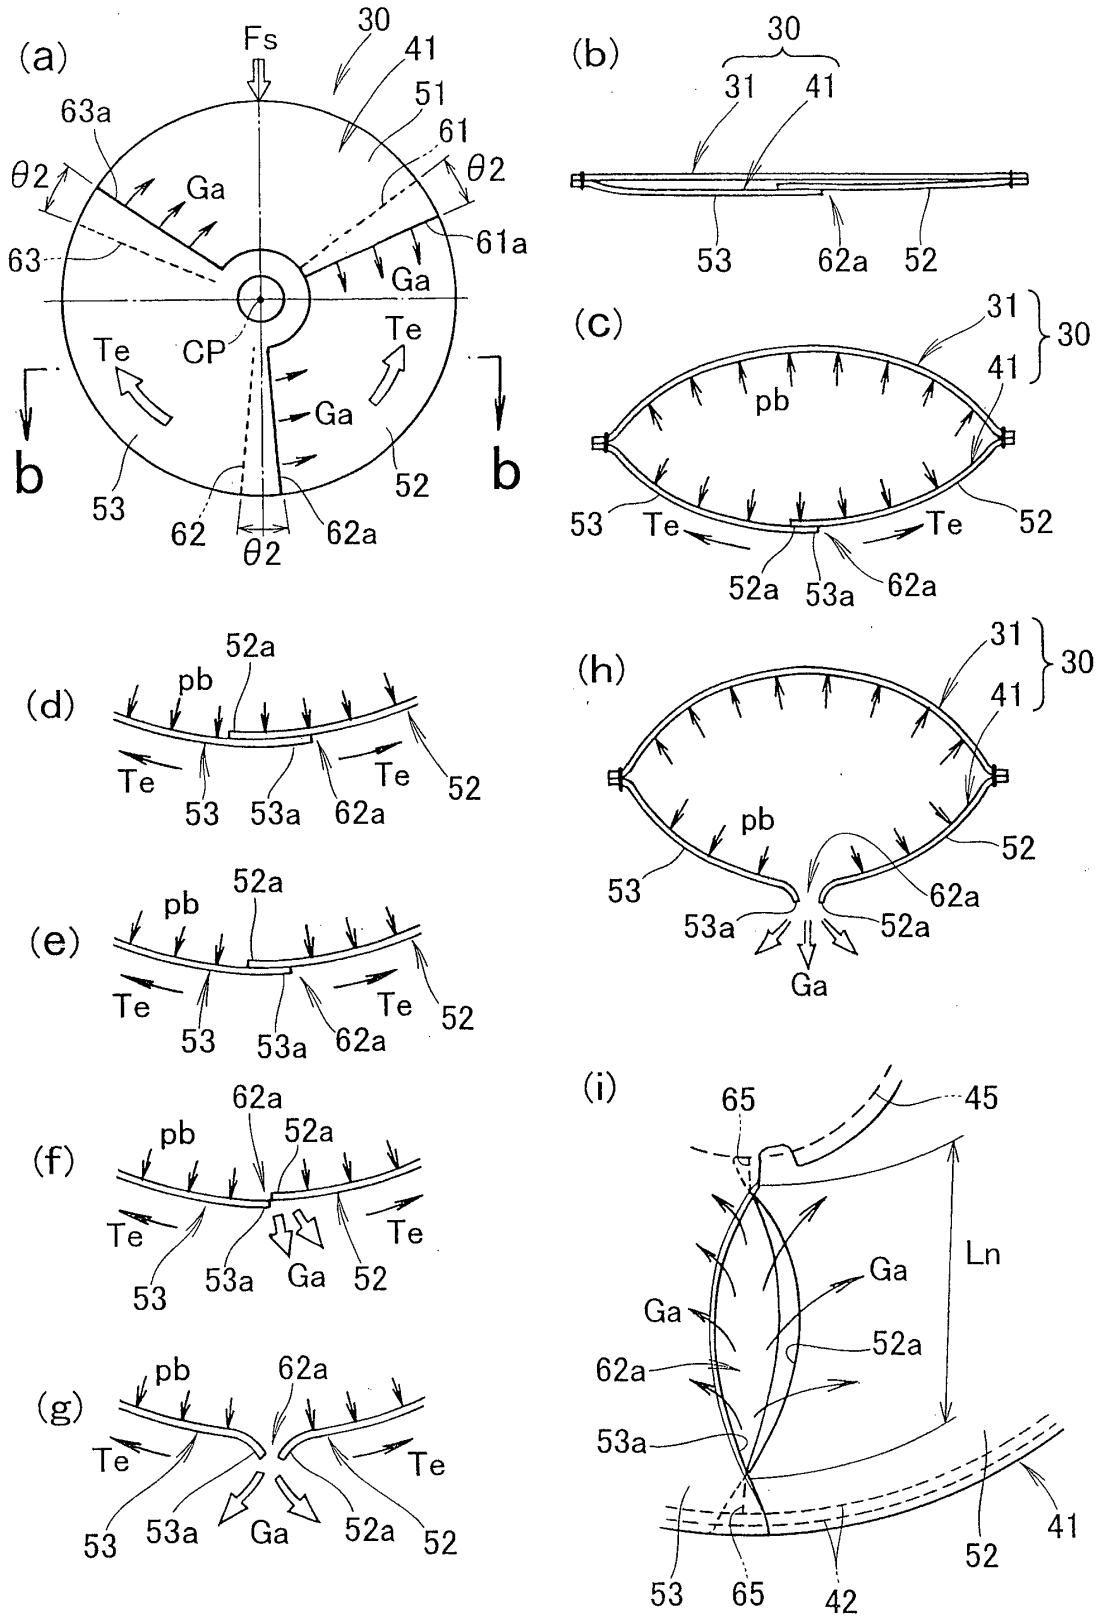 (a)
Fs
30
41
51
61
63a
θ2
Ga
θ2
63
61a
Ga
CP
Te
Te
Ga
b
b
53
62
θ2
62a
52
(b)
30
31
41
53
62a
52
(c)
31
30
41
pb
53
Te
Te
52
52a
53a
62a
(d)
52a
pb
Te
53
53a
Te
62a
52
(e)
52a
pb
Te
53
53a
Te
62a
52
(f)
62a
52a
pb
Te
53
53a
Ga
52
Te
(g)
pb
62a
Te
53
53a
Ga
52a
Te
52
(h)
31
30
41
pb
53
52
53a
52a
62a
Ga
(i)
65
45
Ln
Ga
Ga
52a
62a
53a
53
65
42
52
41